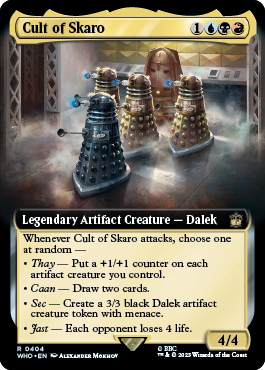 Cult of Skaro 1
Legendary Artifact Creature — Dalek
Whenever Cult of Skaro attacks, choose one
at random —
• Thay — Put a +1/+1 counter on each
artifact creature you control.
• Caan — Draw two cards.
• Sec — Create a 3/3 black Dalek artifact
creature token with menace.
• Jast — Each opponent loses 4 life.
4/4
R 0404
WHO • EN ALEXANDER MOKHOV
© BBC
™ & © 2023 Wizards of the Coast